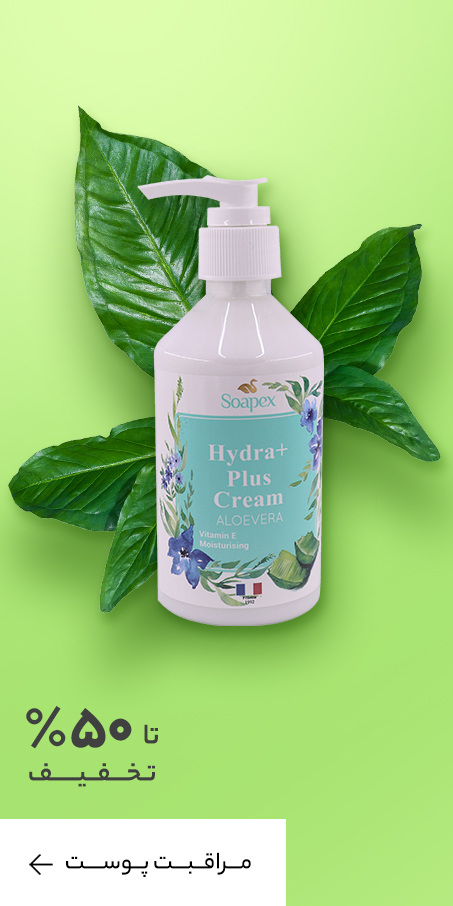 Soapex
Hydra+
Plus
Cream
ALOEVERA
Vitamin E
Moisturising
تا ۵۰%
تخفیف
مراقبت پوست